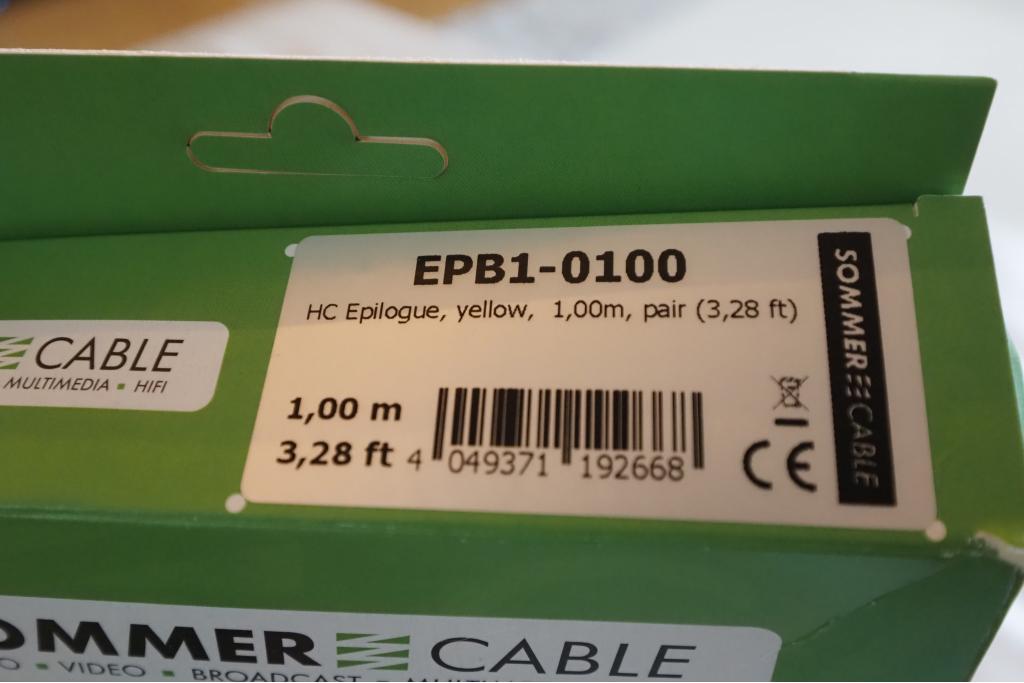 EPB1-0100
HC Epilogue, yellow, 1,00m, pair (3,28 ft)
SOMMER CABLE
CABLE
MULTIMEDIA ▪ HIFI
1,00 m
3,28 ft
4 049371 192668
CE
OMMER CABLE
O ▪ VIDEO ▪ BROADCAST ▪ MULTIMEDIA